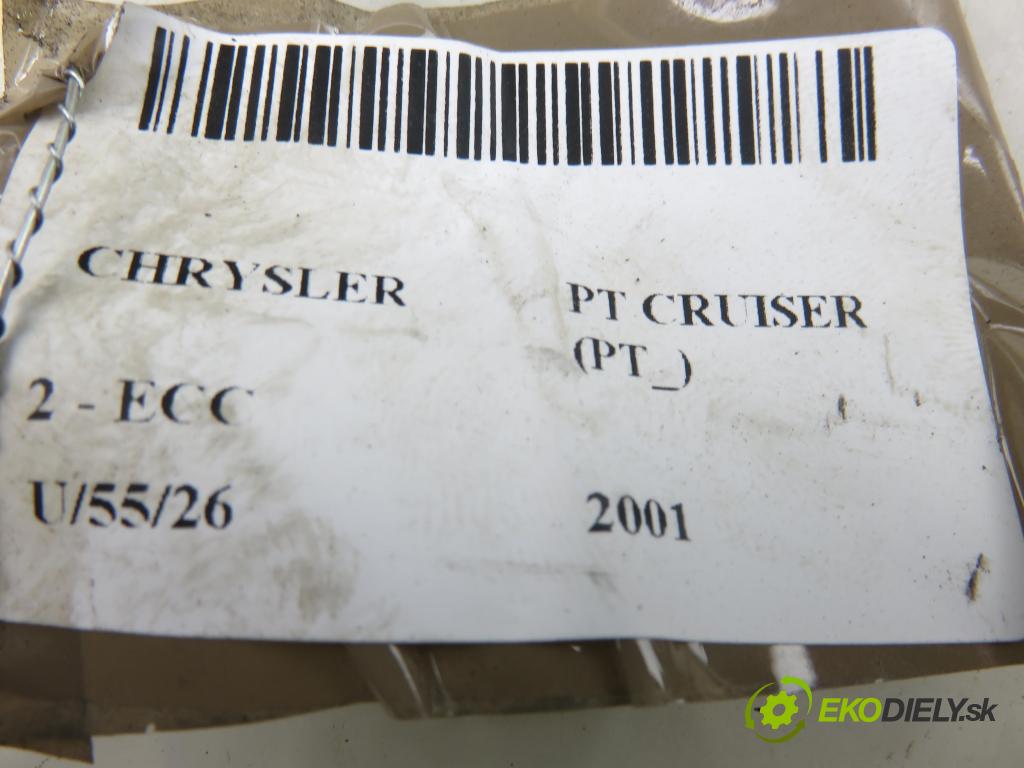 CHRYSLER
PT CRUISER
(PT_)
2 - ECC
U/55/26
2001
EKODIELY.sk